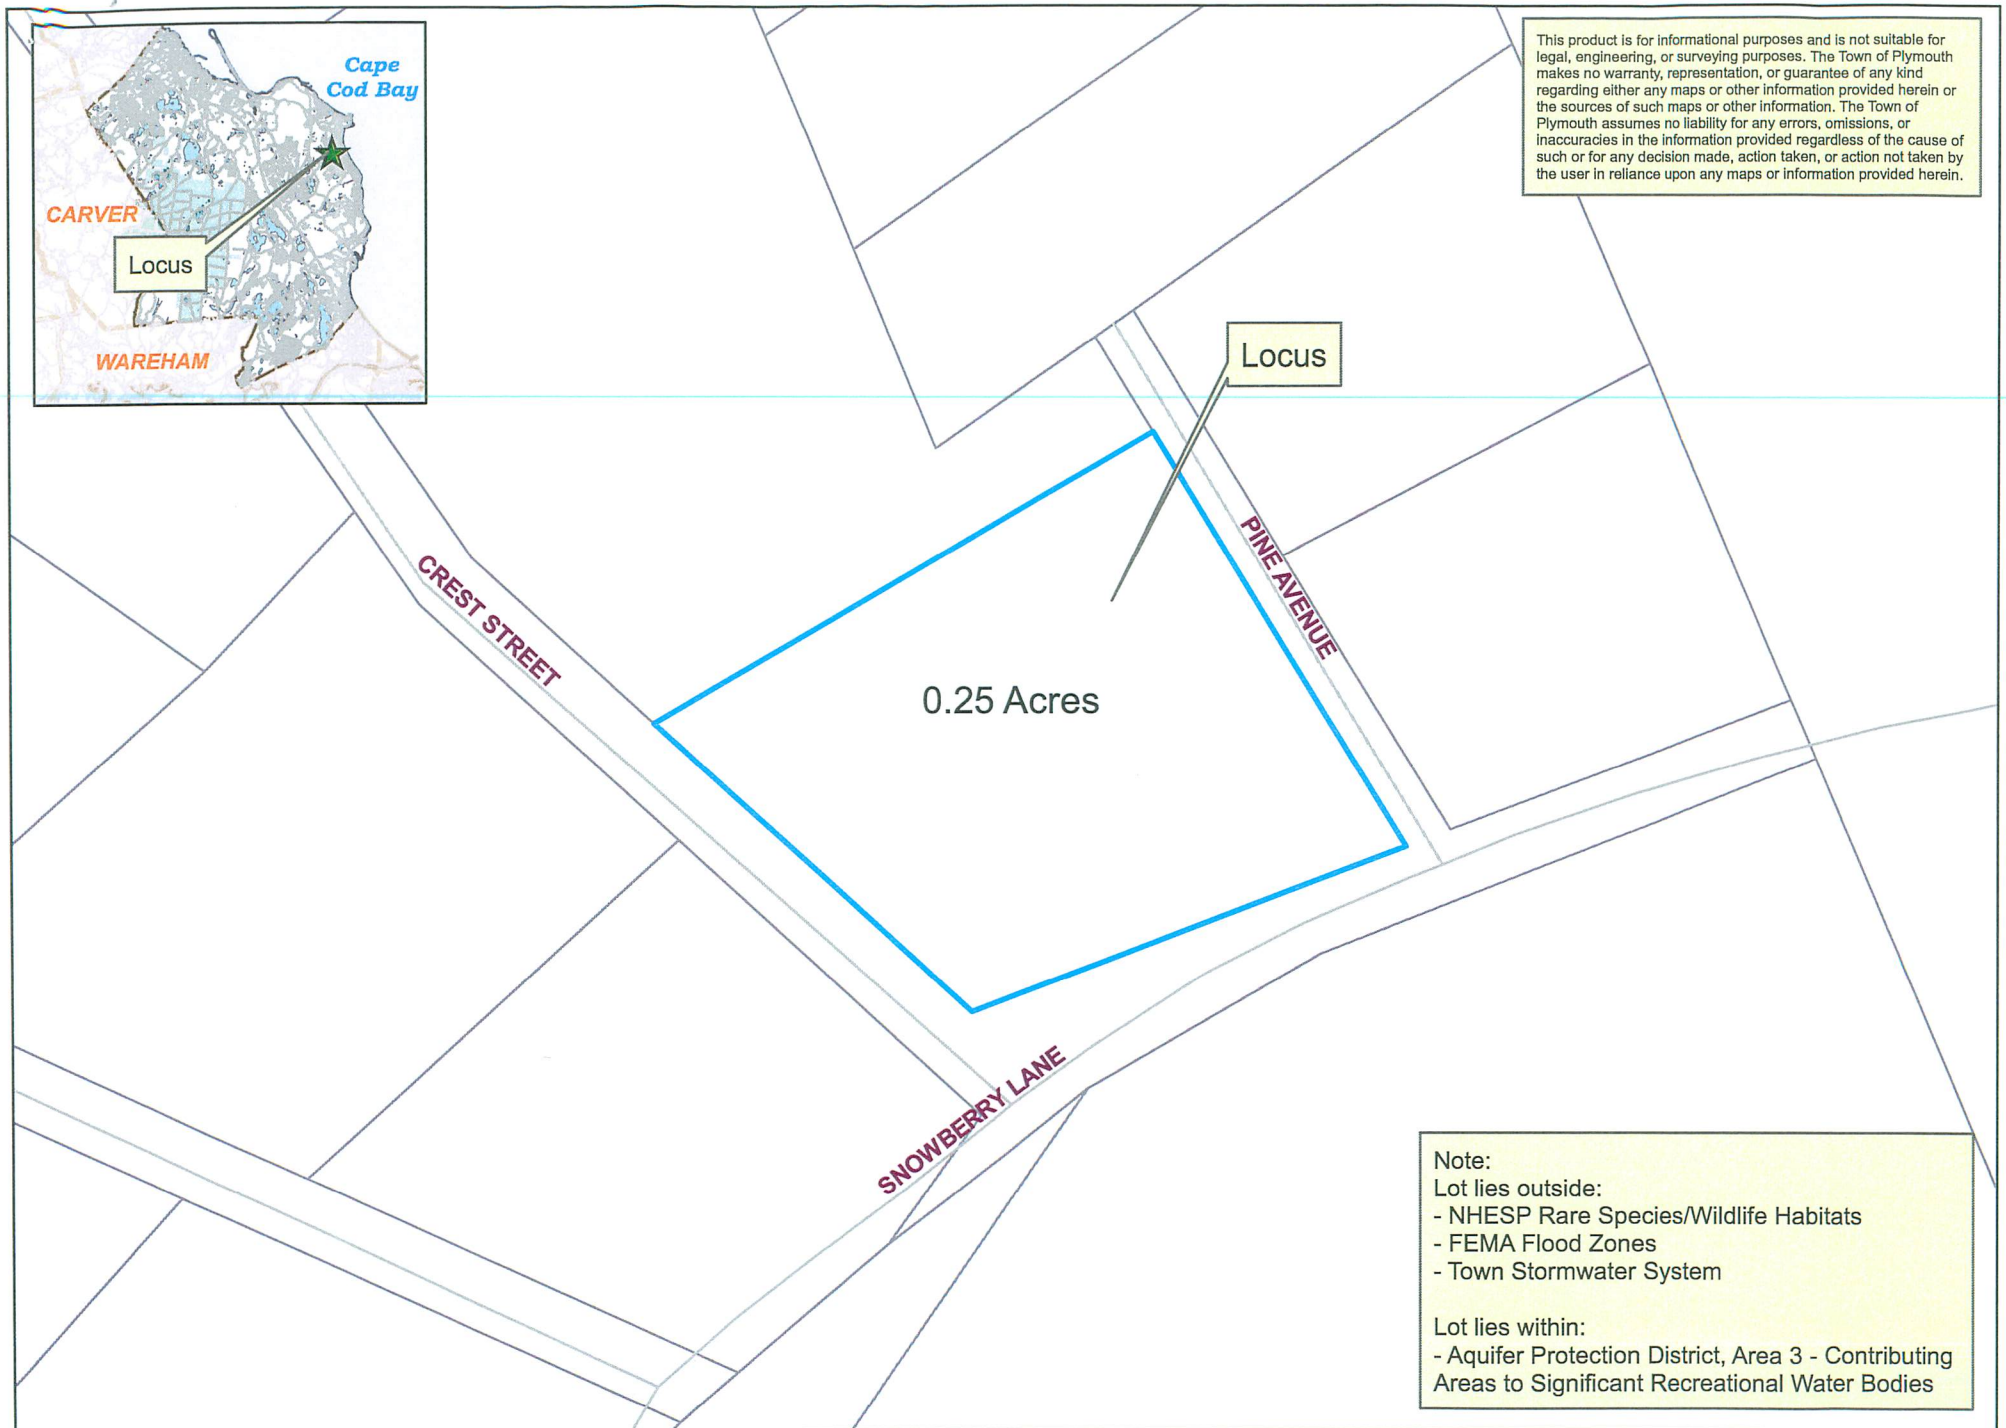 Cape
Cod Bay
CARVER
Locus
WAREHAM
This product is for informational purposes and is not suitable for
legal, engineering, or surveying purposes. The Town of Plymouth
makes no warranty, representation, or guarantee of any kind
regarding either any maps or other information provided herein or
the sources of such maps or other information. The Town of
Plymouth assumes no liability for any errors, omissions, or
inaccuracies in the information provided regardless of the cause of
such or for any decision made, action taken, or action not taken by
the user in reliance upon any maps or information provided herein.
Locus
PINE AVENUE
CREST STREET
0.25 Acres
SNOWBERRY LANE
Note:
Lot lies outside:
- NHESP Rare Species/Wildlife Habitats
- FEMA Flood Zones
- Town Stormwater System
Lot lies within:
- Aquifer Protection District, Area 3 - Contributing
Areas to Significant Recreational Water Bodies